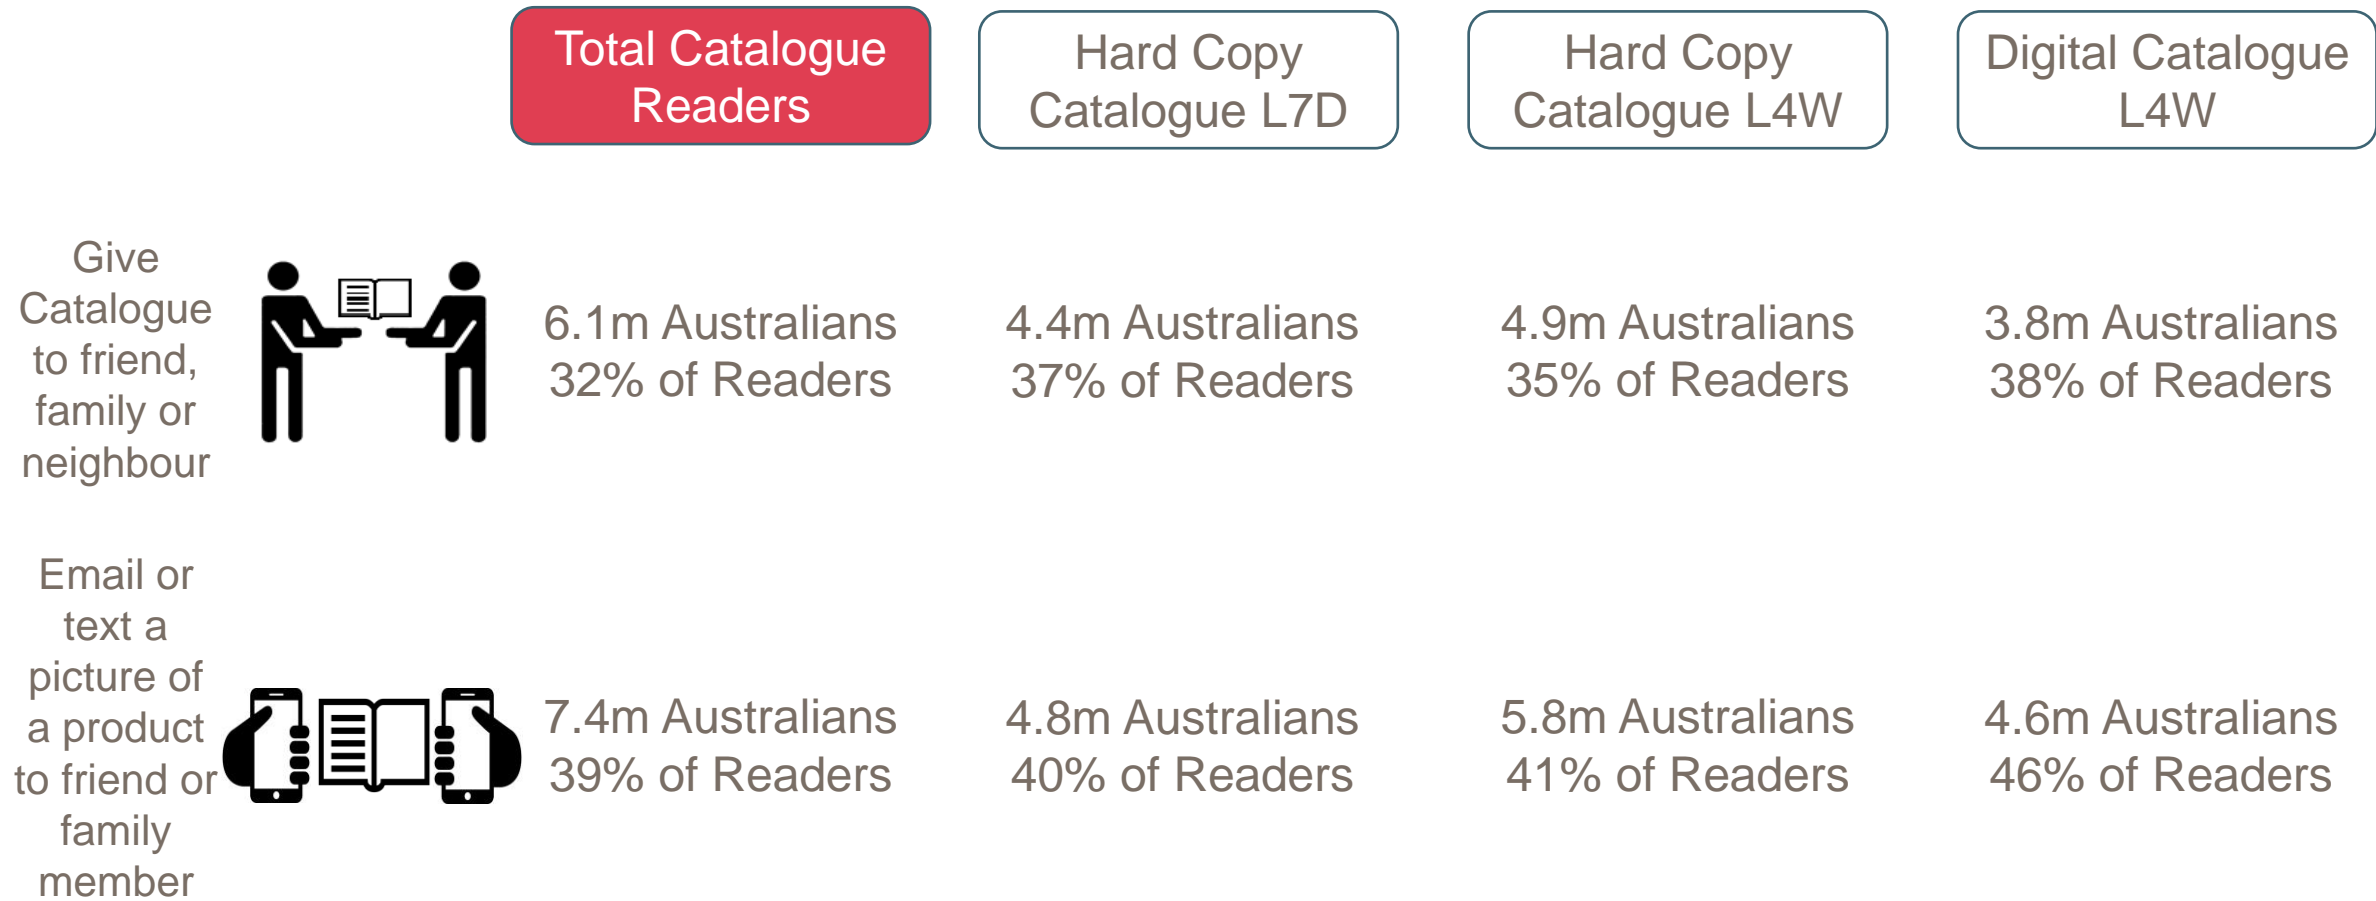 Total Catalogue
Readers
Hard Copy
Catalogue L7D
Hard Copy
Catalogue L4W
Digital Catalogue
L4W
Give
Catalogue
to friend,
family or
neighbour
6.1m Australians
32% of Readers
4.4m Australians
37% of Readers
4.9m Australians
35% of Readers
3.8m Australians
38% of Readers
Email or
text a
picture of
a product
to friend or
family
member
7.4m Australians
39% of Readers
4.8m Australians
40% of Readers
5.8m Australians
41% of Readers
4.6m Australians
46% of Readers